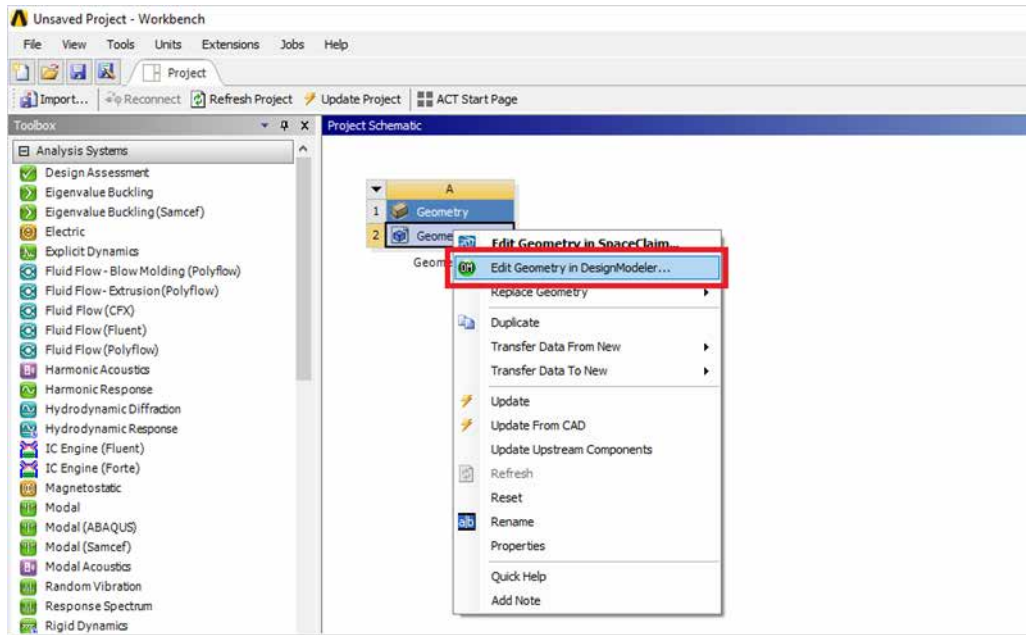 Unsaved Project - Workbench
File View Tools Units Extensions Jobs Help
Project
Import... Reconnect Refresh Project Update Project ACT Start Page
Toolbox
Project Schematic
Analysis Systems
Design Assessment
Eigenvalue Buckling
Eigenvalue Buckling (Samcef)
Electric
Explicit Dynamics
Fluid Flow - Blow Molding (Polyflow)
Fluid Flow - Extrusion (Polyflow)
Fluid Flow (CFX)
Fluid Flow (Fluent)
Fluid Flow (Polyflow)
Harmonic Acoustics
Harmonic Response
Hydrodynamic Diffraction
Hydrodynamic Response
IC Engine (Fluent)
IC Engine (Forte)
Magnetostatic
Modal
Modal (ABAQUS)
Modal (Samcef)
Modal Acoustics
Random Vibration
Response Spectrum
Rigid Dynamics
A
1 Geometry
2 Geome
Geome
Edit Geometry in SpaceClaim...
DM Edit Geometry in DesignModeler...
Replace Geometry
Duplicate
Transfer Data From New
Transfer Data To New
Update
Update From CAD
Update Upstream Components
Refresh
Reset
a|b Rename
Properties
Quick Help
Add Note